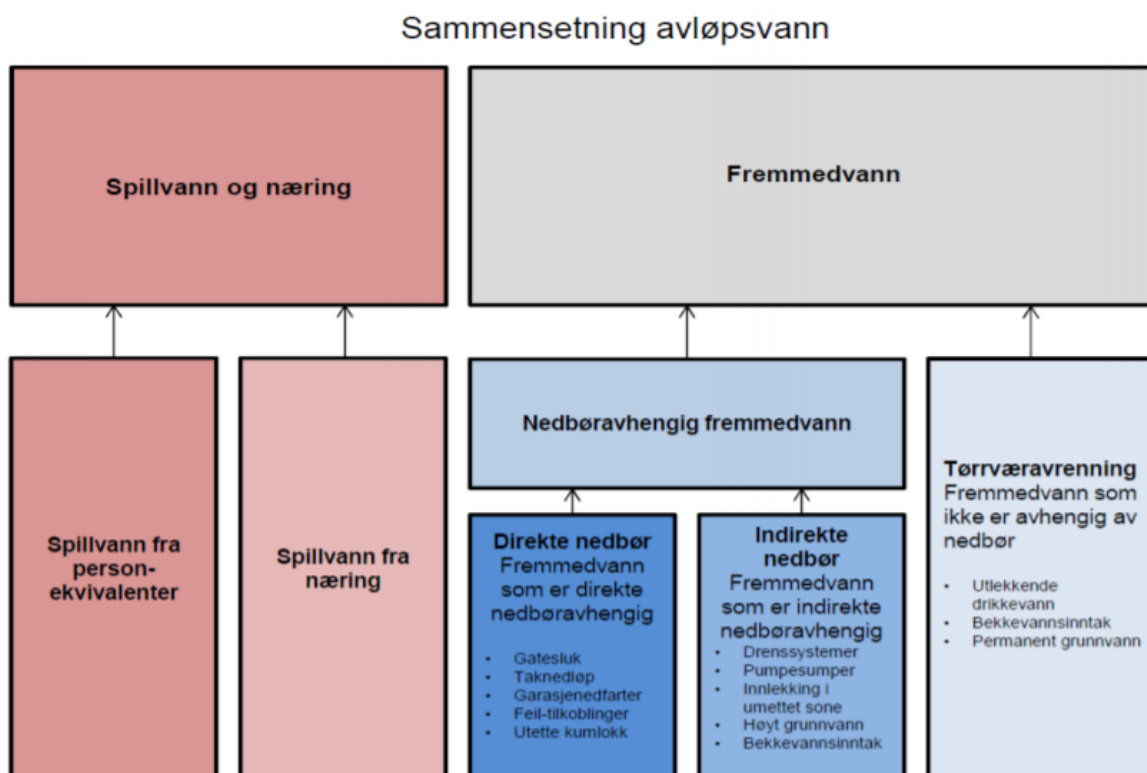 Sammensetning avløpsvann
Spillvann og næring
Fremmedvann
Nedbøravhengig fremmedvann
Spillvann fra
person-
ekvivalenter
Spillvann fra
næring
Direkte nedbør
Fremmedvann
som er direkte
nedbøravhengig
• Gatesluk
• Taknedløp
• Garasjenedfarter
• Feil-tilkoblinger
• Utette kumlokk
Indirekte
nedbør
Fremmedvann
som er indirekte
nedbøravhengig
• Drenssystemer
• Pumpesumper
• Innlekking i
umettet sone
• Høyt grunnvann
• Bekkevannsinntak
Tørrværavrenning
Fremmedvann som
ikke er avhengig av
nedbør
• Utlekkende
drikkevann
• Bekkevannsinntak
• Permanent grunnvann